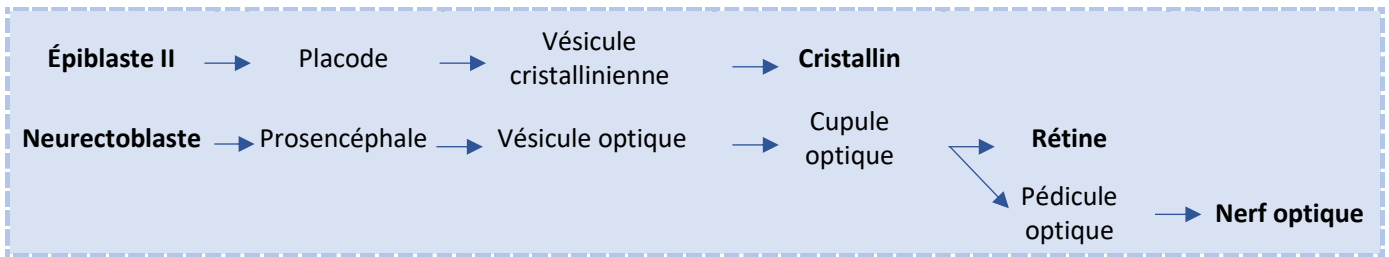 Épiblaste II Placode Vésicule
cristallinienne Cristallin
Neurectoblaste Prosencéphale Vésicule optique Cupule
optique Rétine
Pédicule
optique Nerf optique